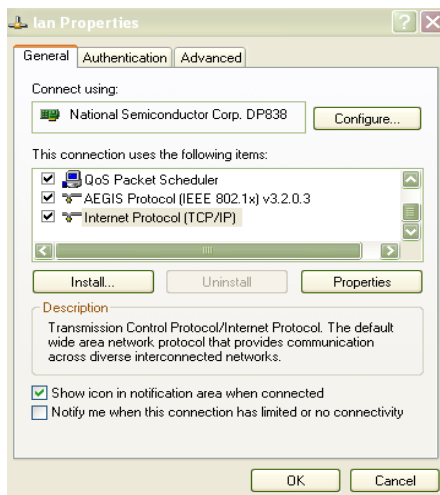 lan Properties
General Authentication Advanced
Connect using:
National Semiconductor Corp. DP838 Configure...
This connection uses the following items:
QoS Packet Scheduler
AEGIS Protocol (IEEE 802.1x) v3.2.0.3
Internet Protocol (TCP/IP)
Install... Uninstall Properties
Description
Transmission Control Protocol/Internet Protocol. The default
wide area network protocol that provides communication
across diverse interconnected networks.
Show icon in notification area when connected
Notify me when this connection has limited or no connectivity
OK Cancel